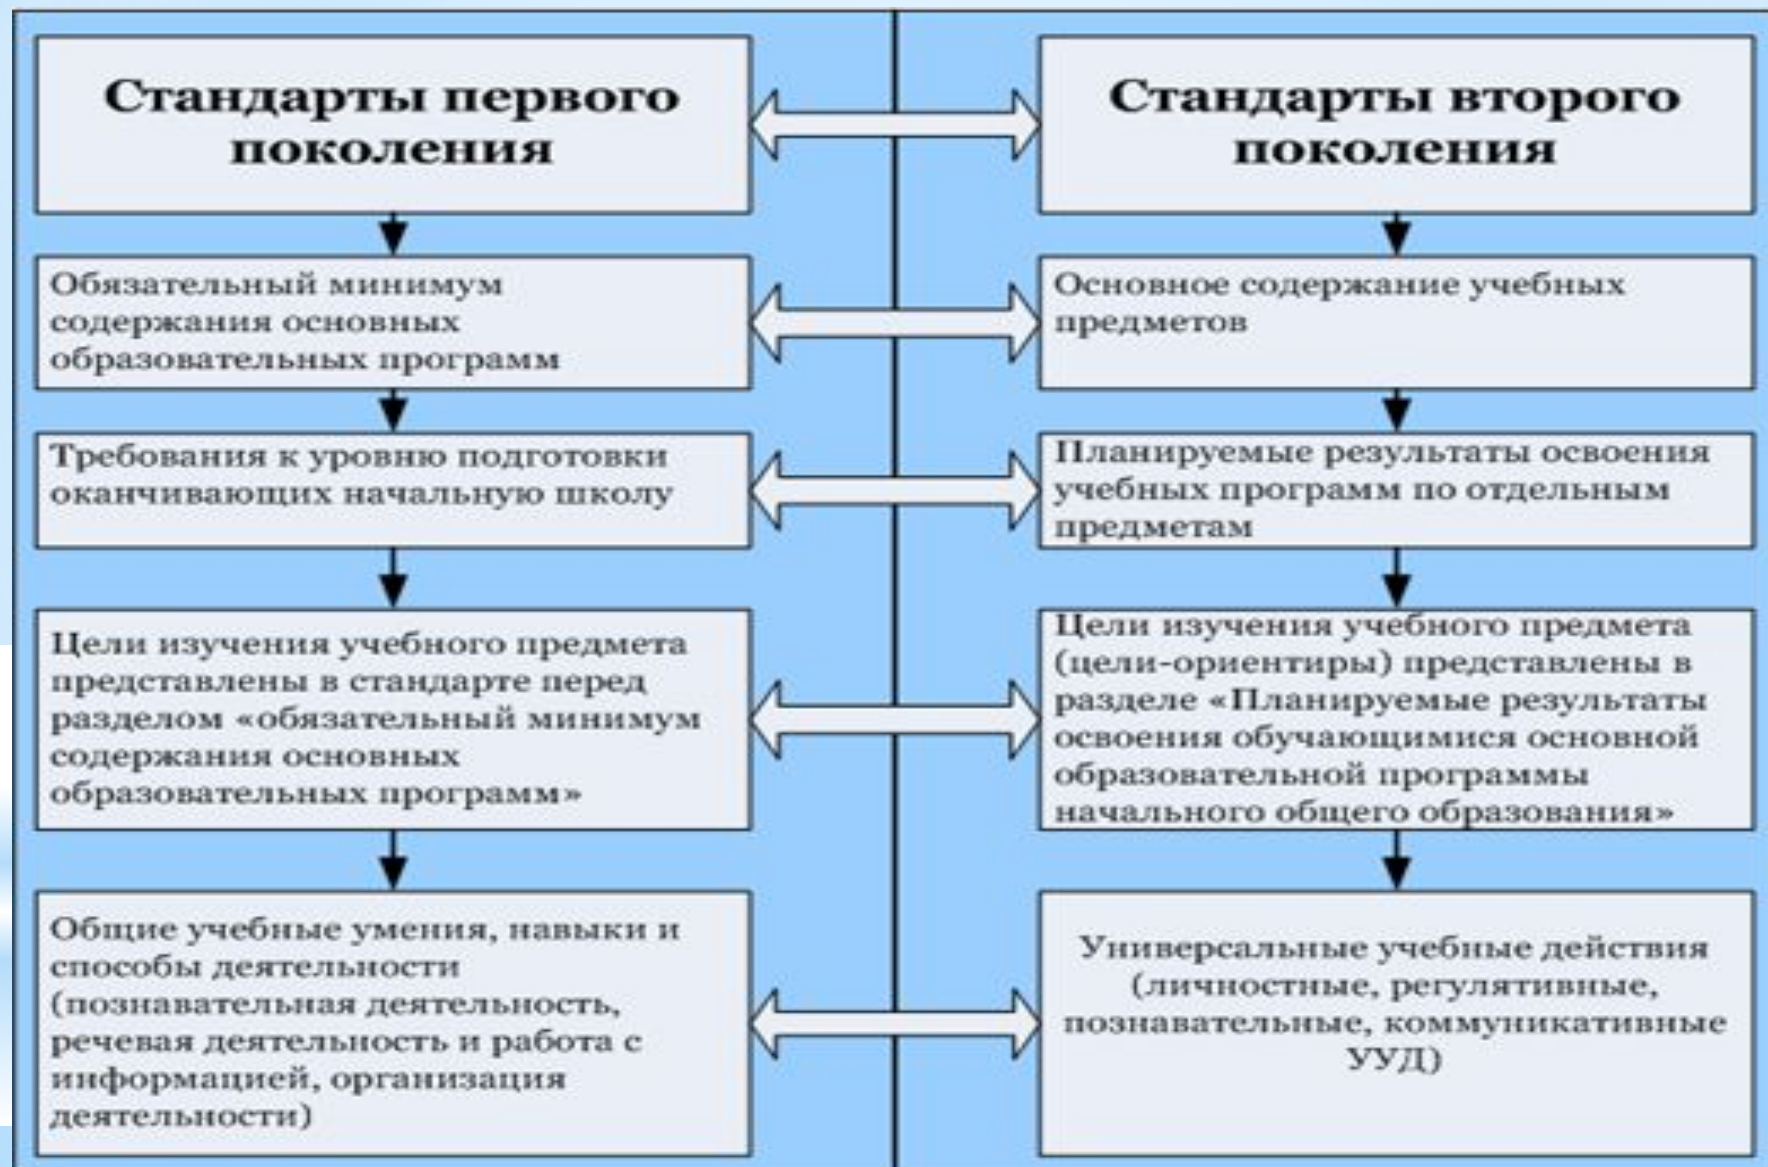 Стандарты первого
поколения
Стандарты второго
поколения
Обязательный минимум
содержания основных
образовательных программ
Основное содержание учебных
предметов
Требования к уровню подготовки
оканчивающих начальную школу
Планируемые результаты освоения
учебных программ по отдельным
предметам
Цели изучения учебного предмета
представлены в стандарте перед
разделом «обязательный минимум
содержания основных
образовательных программ»
Цели изучения учебного предмета
(цели-ориентиры) представлены в
разделе «Планируемые результаты
освоения обучающимися основной
образовательной программы
начального общего образования»
Общие учебные умения, навыки и
способы деятельности
(познавательная деятельность,
речевая деятельность и работа с
информацией, организация
деятельности)
Универсальные учебные действия
(личностные, регулятивные,
познавательные, коммуникативные
УУД)